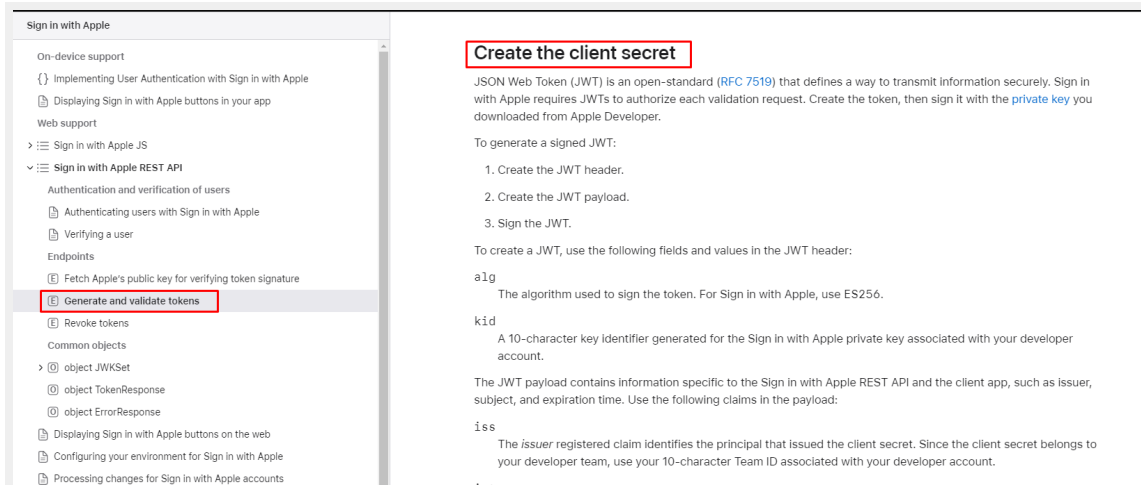 Sign in with Apple
On-device support
{} Implementing User Authentication with Sign in with Apple
Displaying Sign in with Apple buttons in your app
Web support
Sign in with Apple JS
Sign in with Apple REST API
Authentication and verification of users
Authenticating users with Sign in with Apple
Verifying a user
Endpoints
E Fetch Apple's public key for verifying token signature
E Generate and validate tokens
E Revoke tokens
Common objects
O object JWKSet
O object TokenResponse
O object ErrorResponse
Displaying Sign in with Apple buttons on the web
Configuring your environment for Sign in with Apple
Processing changes for Sign in with Apple accounts
Create the client secret
JSON Web Token (JWT) is an open-standard (RFC 7519) that defines a way to transmit information securely. Sign in
with Apple requires JWTs to authorize each validation request. Create the token, then sign it with the private key you
downloaded from Apple Developer.
To generate a signed JWT:
1. Create the JWT header.
2. Create the JWT payload.
3. Sign the JWT.
To create a JWT, use the following fields and values in the JWT header:
alg
The algorithm used to sign the token. For Sign in with Apple, use ES256.
kid
A 10-character key identifier generated for the Sign in with Apple private key associated with your developer
account.
The JWT payload contains information specific to the Sign in with Apple REST API and the client app, such as issuer,
subject, and expiration time. Use the following claims in the payload:
iss
The issuer registered claim identifies the principal that issued the client secret. Since the client secret belongs to
your developer team, use your 10-character Team ID associated with your developer account.